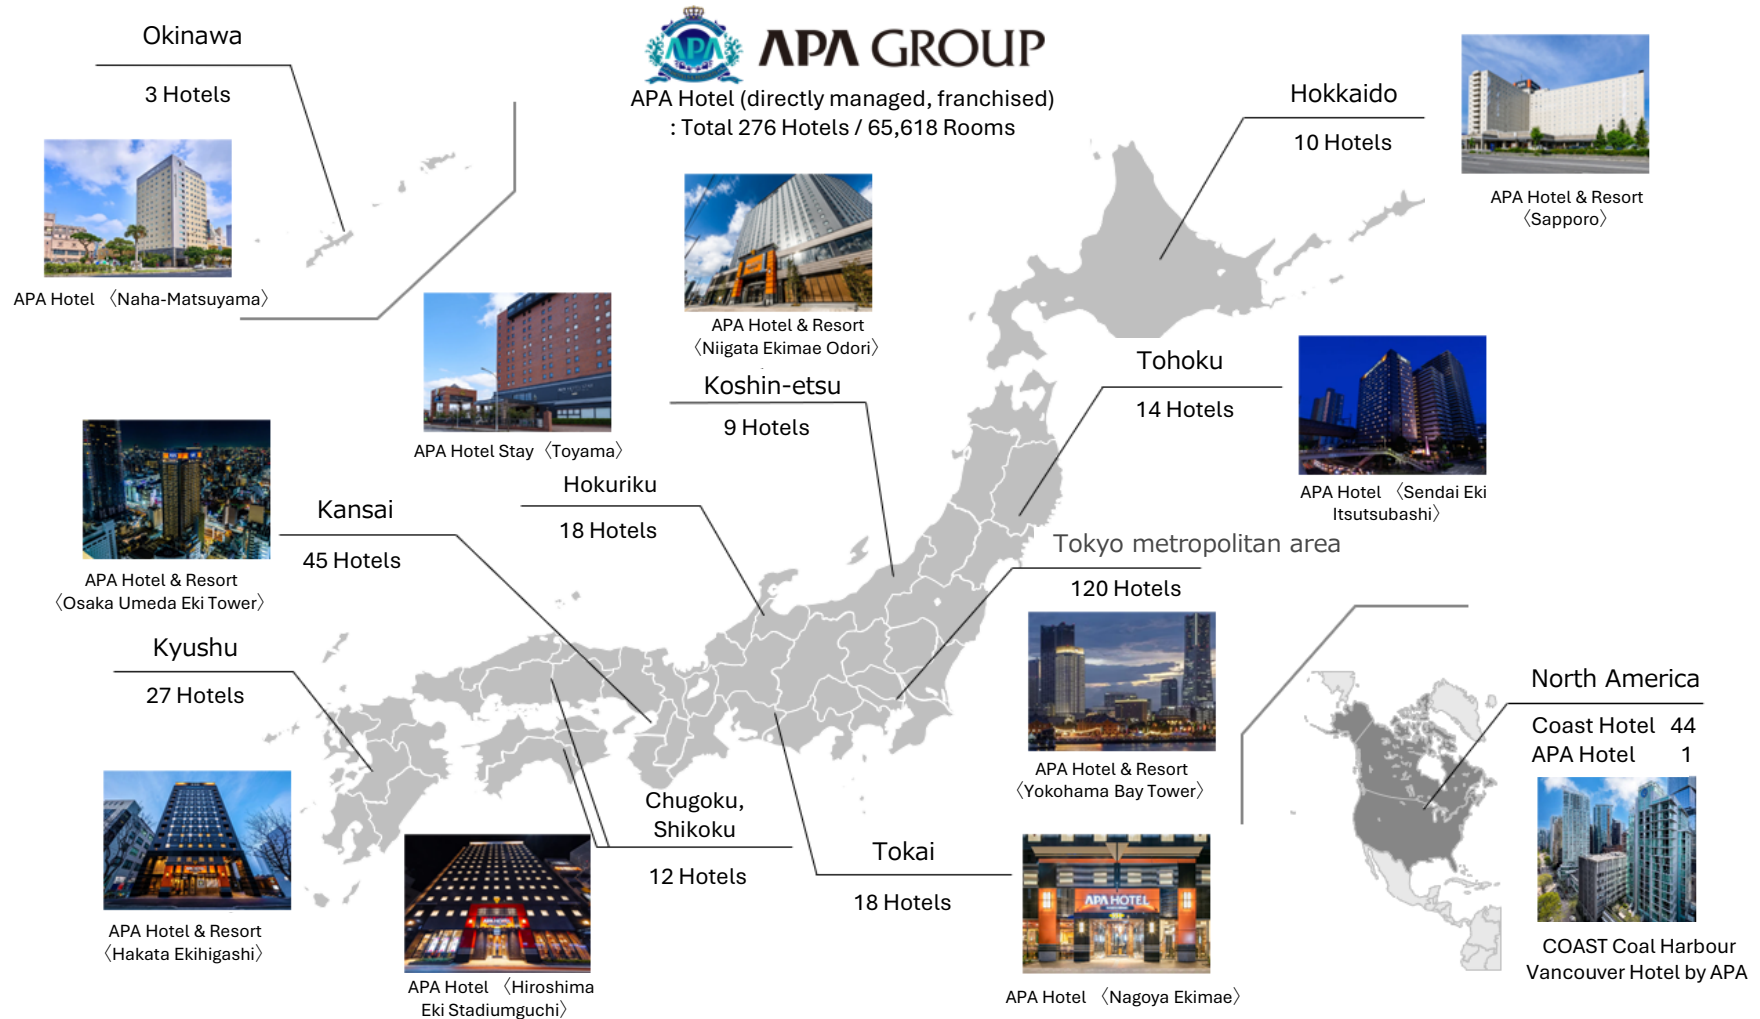 APA GROUP
APA
APA Hotel (directly managed, franchised)
: Total 276 Hotels / 65,618 Rooms
Okinawa
3 Hotels
APA Hotel 〈Naha-Matsuyama〉
Hokkaido
10 Hotels
APA Hotel & Resort
〈Sapporo〉
APA Hotel & Resort
〈Niigata Ekimae Odori〉
Koshin-etsu
9 Hotels
APA Hotel Stay 〈Toyama〉
Hokuriku
18 Hotels
Tohoku
14 Hotels
APA Hotel 〈Sendai Eki
Itsutsubashi〉
Kansai
45 Hotels
APA Hotel & Resort
〈Osaka Umeda Eki Tower〉
Tokyo metropolitan area
120 Hotels
APA Hotel & Resort
〈Yokohama Bay Tower〉
Kyushu
27 Hotels
APA Hotel & Resort
〈Hakata Ekihigashi〉
Chugoku,
Shikoku
12 Hotels
APA HOTEL
APA Hotel 〈Hiroshima
Eki Stadiumguchi〉
Tokai
18 Hotels
APA HOTEL
APA Hotel 〈Nagoya Ekimae〉
North America
Coast Hotel 44
APA Hotel 1
COAST Coal Harbour
Vancouver Hotel by APA